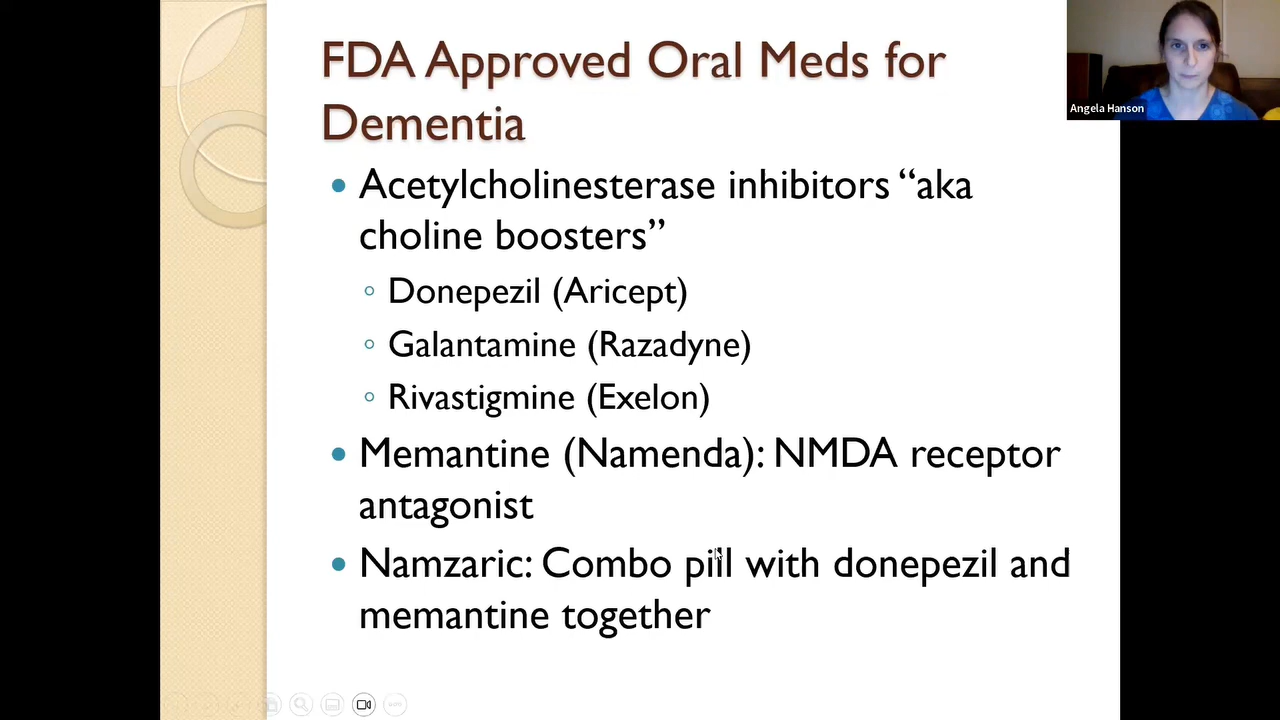 FDA Approved Oral Meds for
Dementia
Angela Hanson
• Acetylcholinesterase inhibitors “aka
choline boosters”
◦ Donepezil (Aricept)
◦ Galantamine (Razadyne)
◦ Rivastigmine (Exelon)
• Memantine (Namenda): NMDA receptor
antagonist
• Namzaric: Combo pill with donepezil and
memantine together